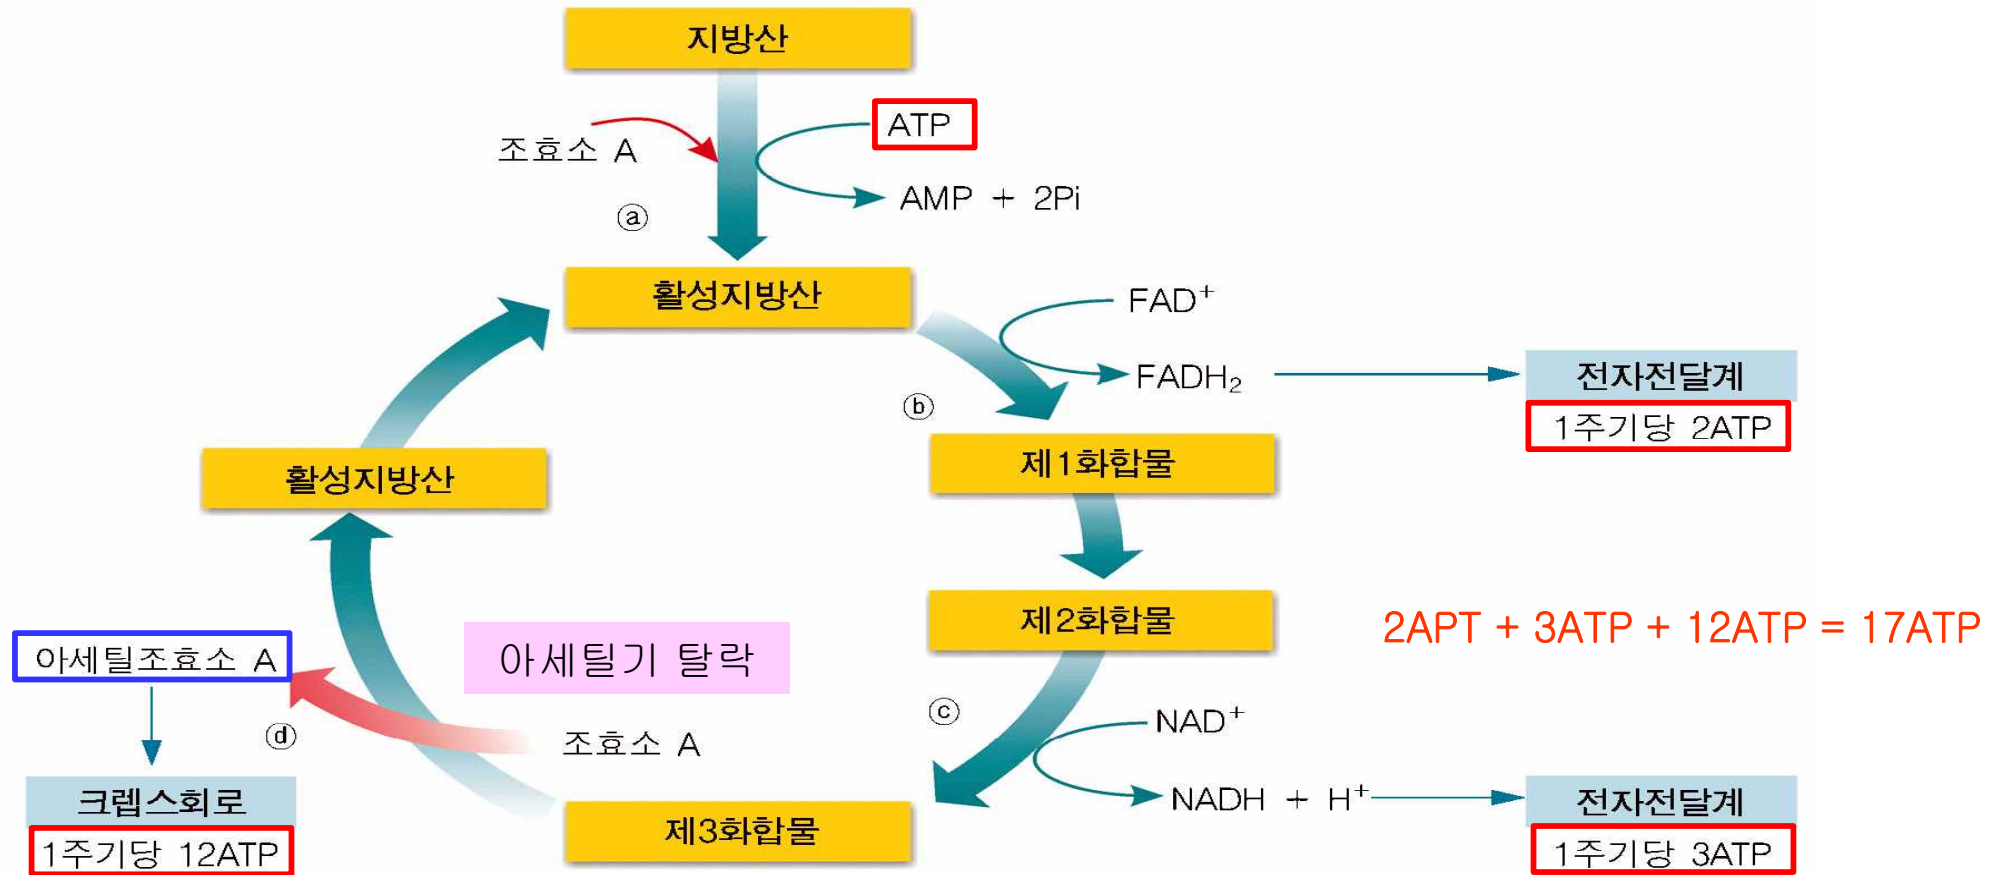 지방산
조효소 A
ATP
AMP + 2Pi
ⓐ
활성지방산
FAD⁺
FADH₂
전자전달계
1주기당 2ATP
ⓑ
제1화합물
활성지방산
제2화합물
2APT + 3ATP + 12ATP = 17ATP
아세틸조효소 A
아세틸기 탈락
ⓒ
NAD⁺
ⓓ
조효소 A
NADH + H⁺
전자전달계
1주기당 3ATP
크렙스회로
1주기당 12ATP
제3화합물